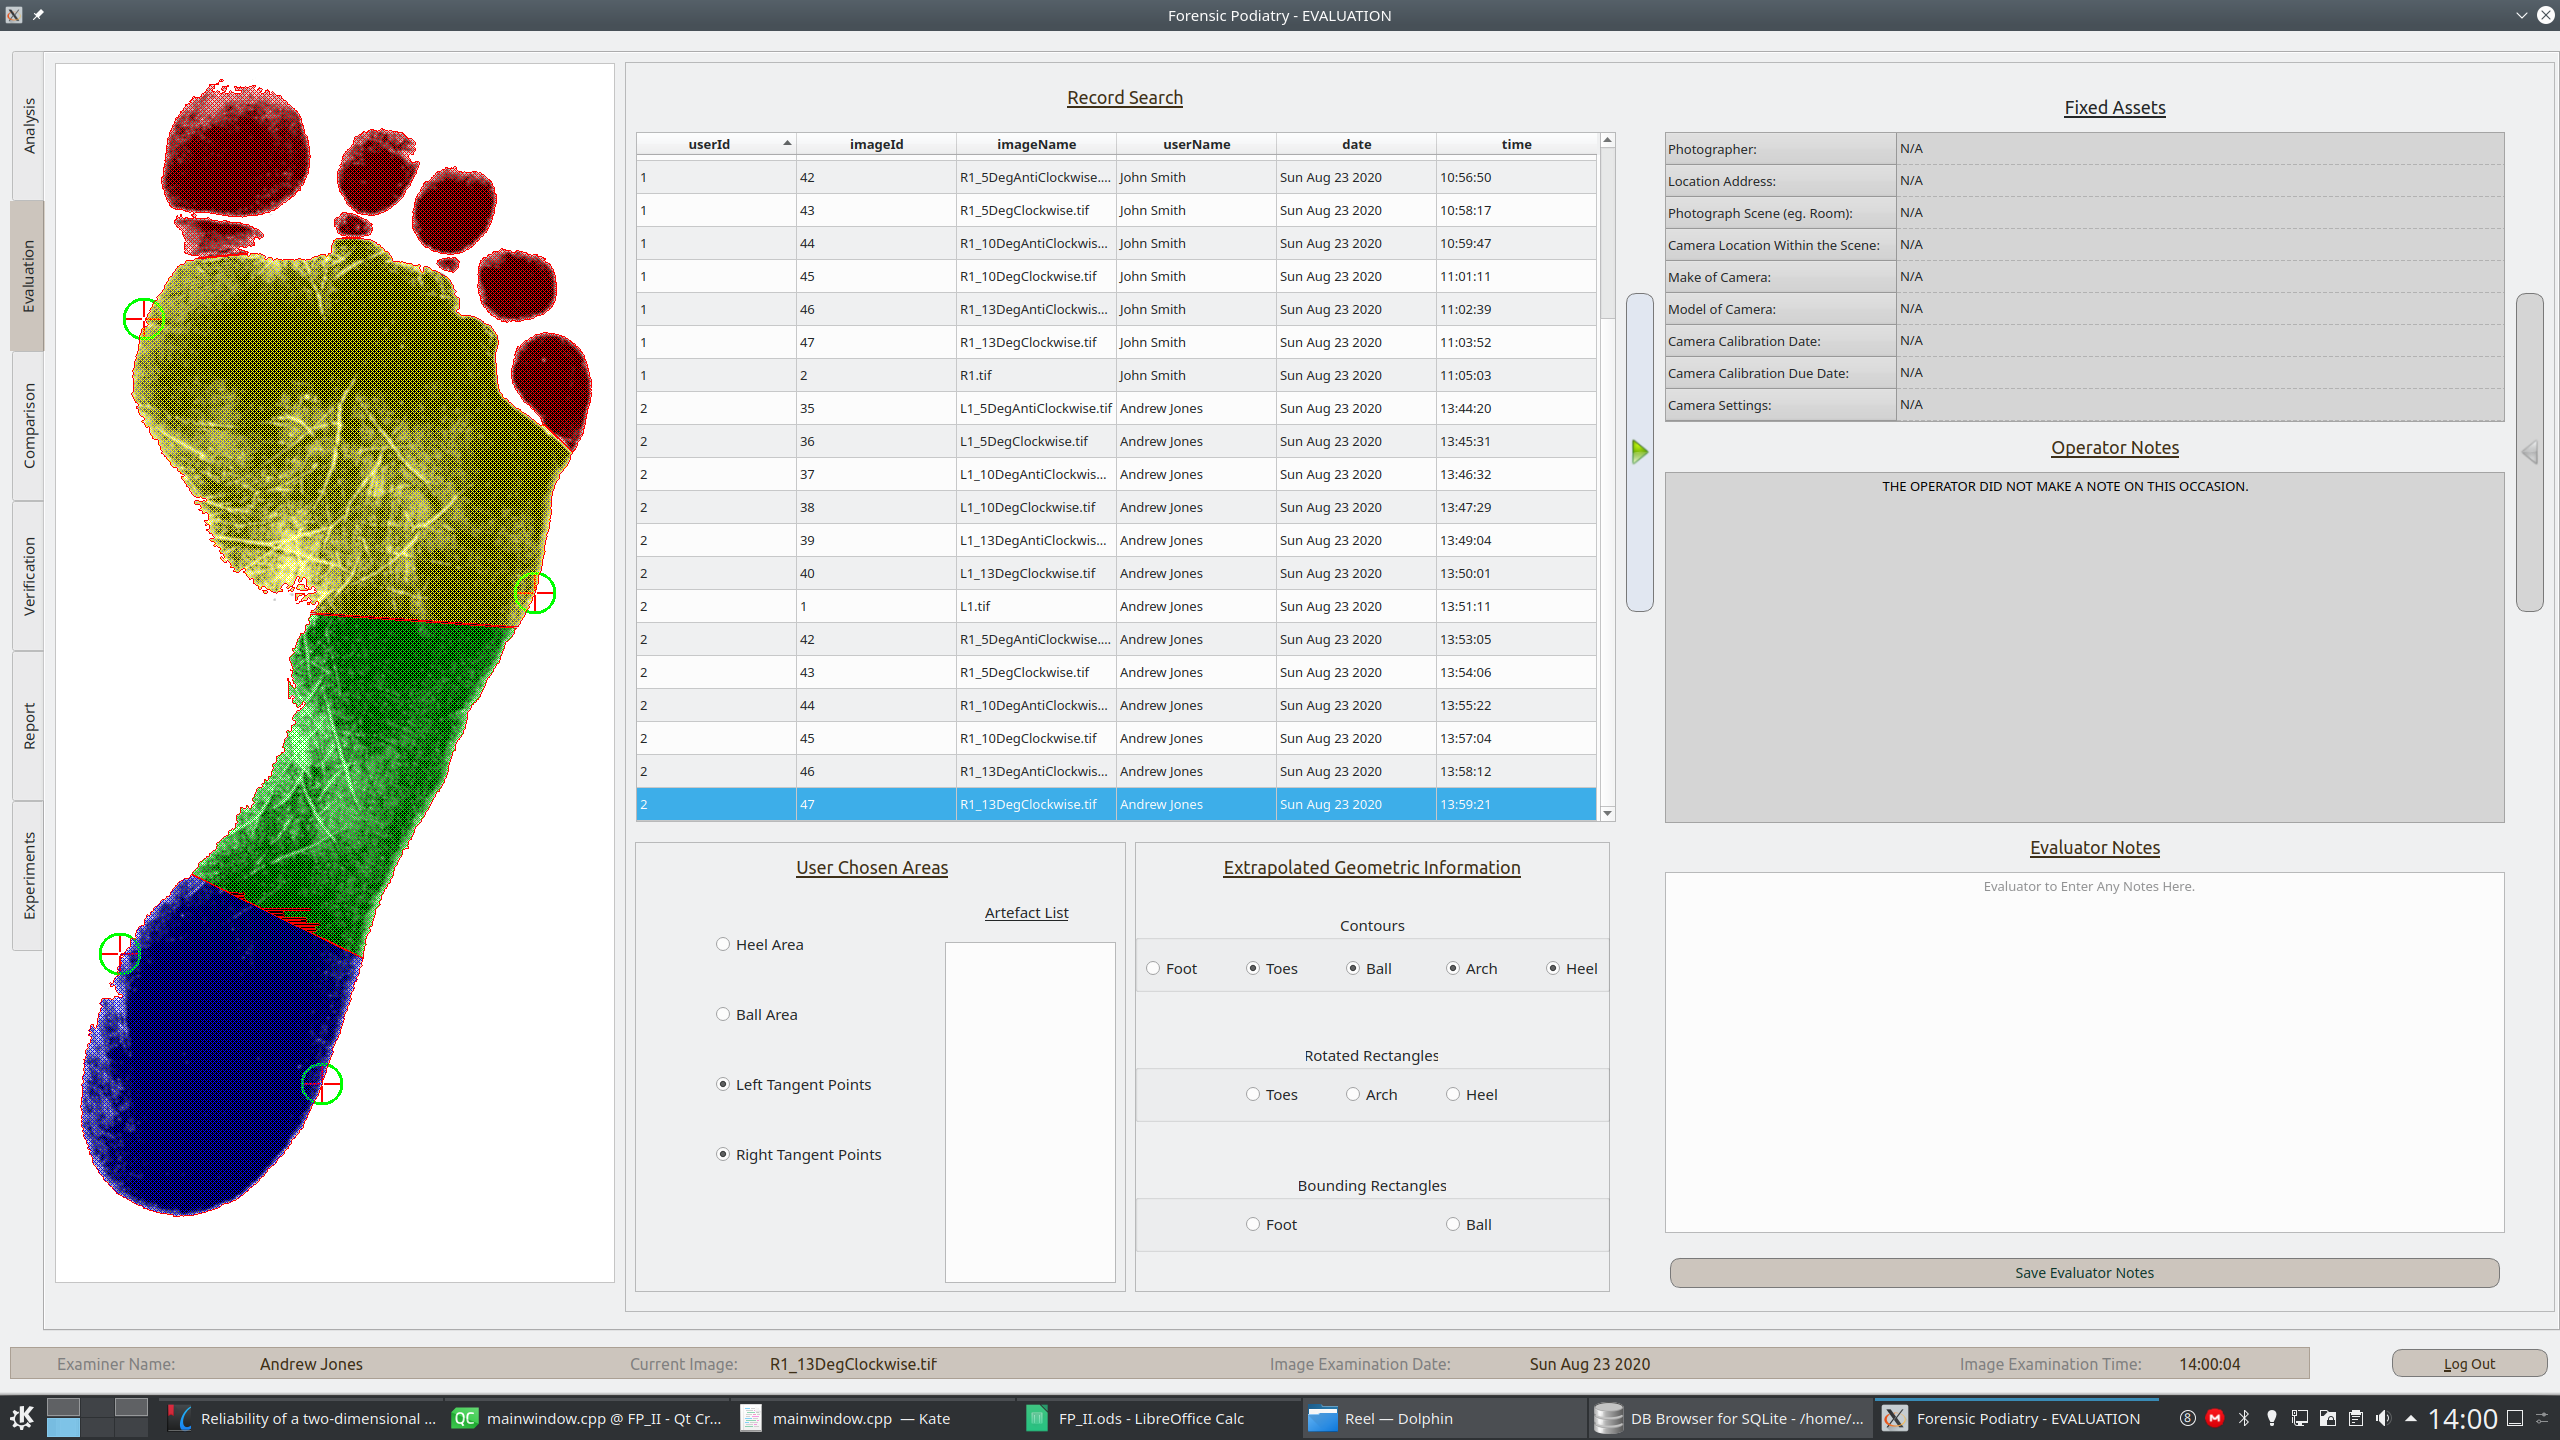 Forensic Podiatry - EVALUATION
Analysis
Evaluation
Comparison
Verification
Report
Experiments
Record Search
userId imageId imageName userName date time
1 42 R1_5DegAntiClockwise.... John Smith Sun Aug 23 2020 10:56:50
1 43 R1_5DegClockwise.tif John Smith Sun Aug 23 2020 10:58:17
1 44 R1_10DegAntiClockwis... John Smith Sun Aug 23 2020 10:59:47
1 45 R1_10DegClockwise.tif John Smith Sun Aug 23 2020 11:01:11
1 46 R1_13DegAntiClockwis... John Smith Sun Aug 23 2020 11:02:39
1 47 R1_13DegClockwise.tif John Smith Sun Aug 23 2020 11:03:52
1 2 R1.tif John Smith Sun Aug 23 2020 11:05:03
2 35 L1_5DegAntiClockwise.tif Andrew Jones Sun Aug 23 2020 13:44:20
2 36 L1_5DegClockwise.tif Andrew Jones Sun Aug 23 2020 13:45:31
2 37 L1_10DegAntiClockwis... Andrew Jones Sun Aug 23 2020 13:46:32
2 38 L1_10DegClockwise.tif Andrew Jones Sun Aug 23 2020 13:47:29
2 39 L1_13DegAntiClockwis... Andrew Jones Sun Aug 23 2020 13:49:04
2 40 L1_13DegClockwise.tif Andrew Jones Sun Aug 23 2020 13:50:01
2 1 L1.tif Andrew Jones Sun Aug 23 2020 13:51:11
2 42 R1_5DegAntiClockwise.... Andrew Jones Sun Aug 23 2020 13:53:05
2 43 R1_5DegClockwise.tif Andrew Jones Sun Aug 23 2020 13:54:06
2 44 R1_10DegAntiClockwis... Andrew Jones Sun Aug 23 2020 13:55:22
2 45 R1_10DegClockwise.tif Andrew Jones Sun Aug 23 2020 13:57:04
2 46 R1_13DegAntiClockwis... Andrew Jones Sun Aug 23 2020 13:58:12
2 47 R1_13DegClockwise.tif Andrew Jones Sun Aug 23 2020 13:59:21
User Chosen Areas
Artefact List
Heel Area
Ball Area
Left Tangent Points
Right Tangent Points
Extrapolated Geometric Information
Contours
Foot Toes Ball Arch Heel
Rotated Rectangles
Toes Arch Heel
Bounding Rectangles
Foot Ball
Fixed Assets
Photographer: N/A
Location Address: N/A
Photograph Scene (eg. Room): N/A
Camera Location Within the Scene: N/A
Make of Camera: N/A
Model of Camera: N/A
Camera Calibration Date: N/A
Camera Calibration Due Date: N/A
Camera Settings: N/A
Operator Notes
THE OPERATOR DID NOT MAKE A NOTE ON THIS OCCASION.
Evaluator Notes
Evaluator to Enter Any Notes Here.
Save Evaluator Notes
Examiner Name: Andrew Jones Current Image: R1_13DegClockwise.tif Image Examination Date: Sun Aug 23 2020 Image Examination Time: 14:00:04
Log Out
Reliability of a two-dimensional ... QC mainwindow.cpp @ FP_II - Qt Cr... mainwindow.cpp — Kate FP_II.ods - LibreOffice Calc Reel — Dolphin DB Browser for SQLite - /home/... Forensic Podiatry - EVALUATION 8 M 14:00